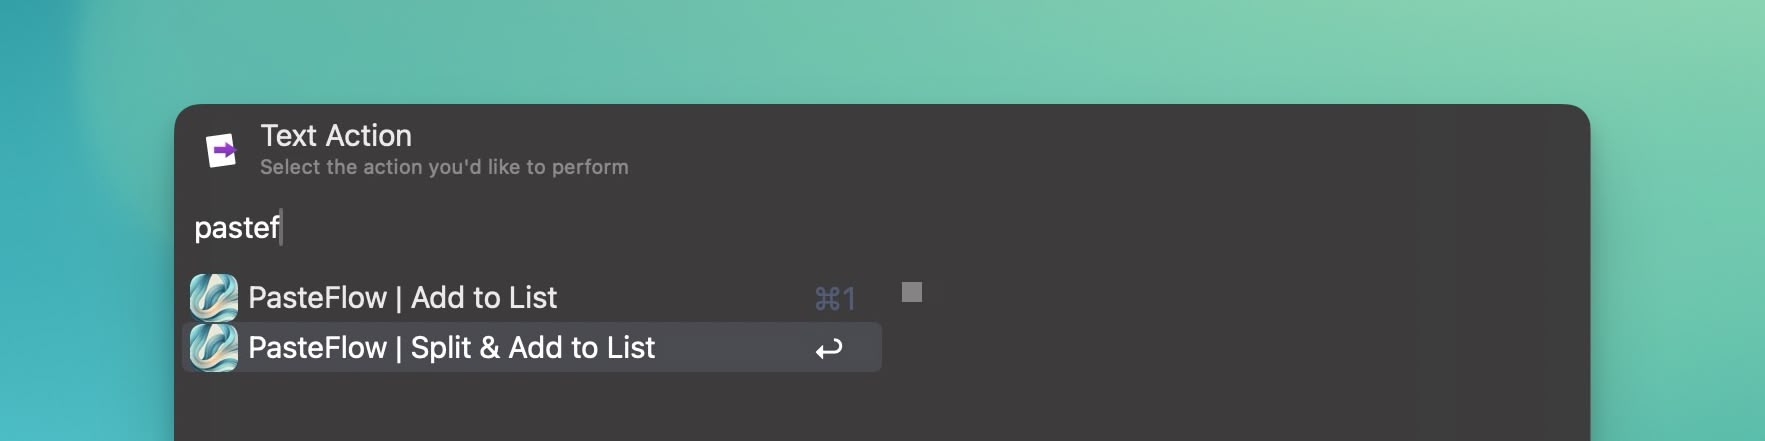 Text Action
Select the action you'd like to perform
pastef
PasteFlow | Add to List ⌘1
PasteFlow | Split & Add to List ↩